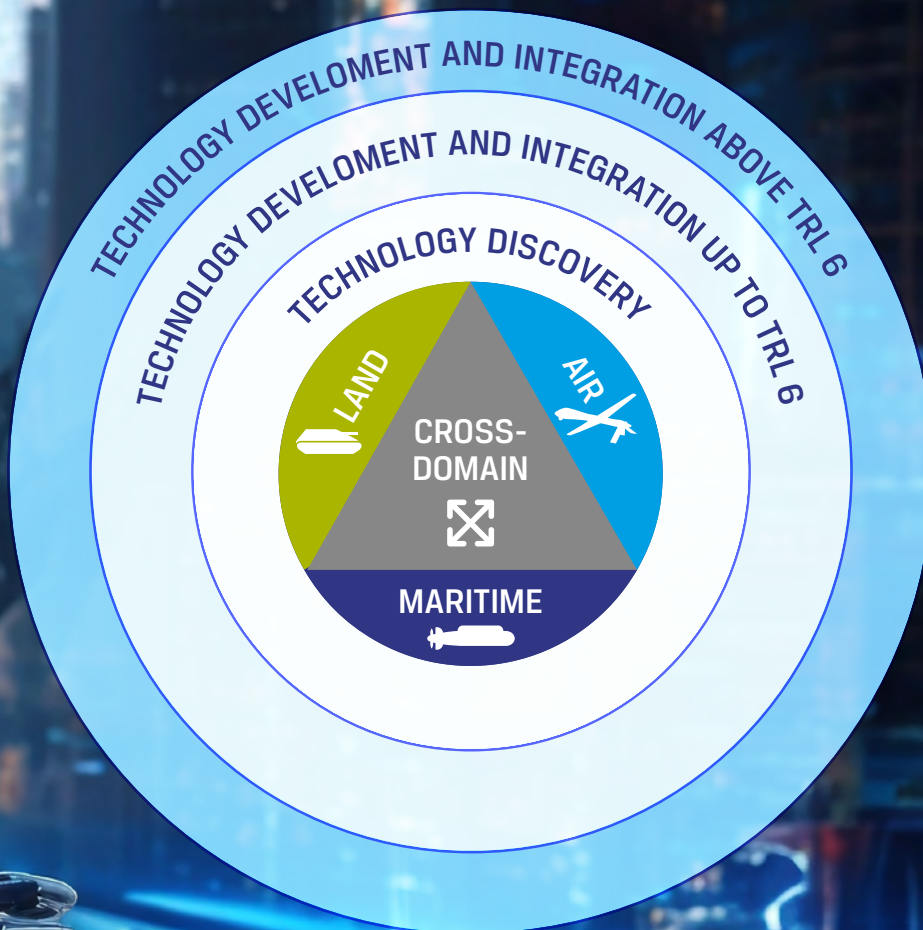 TECHNOLOGY DEVELOMENT AND INTEGRATION ABOVE TRL 6
TECHNOLOGY DEVELOMENT AND INTEGRATION UP TO TRL 6
TECHNOLOGY DISCOVERY
LAND
AIR
CROSS-
DOMAIN
MARITIME